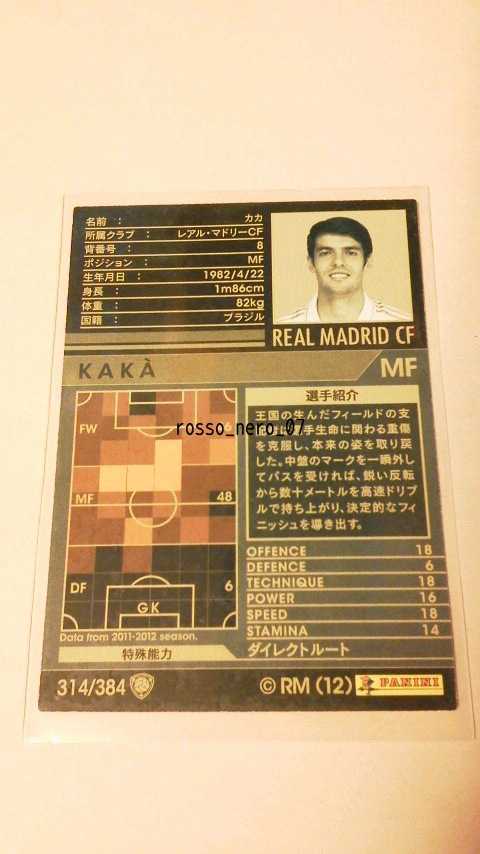 名前 : カカ
所属クラブ : レアル・マドリーCF
背番号 : 8
ポジション : MF
生年月日 : 1982/4/22
身長 : 1m86cm
体重 : 82kg
国籍 : ブラジル
REAL MADRID CF
KAKÀ MF
FW 6
MF 48
DF 6
GK
Data from 2011-2012 season.
選手紹介
王国の生んだフィールドの支
手生命に関わる重傷
を克服し、本来の姿を取り戻
した。中盤のマークを一瞬外し
てパスを受ければ、鋭い反転
から数十メートルを高速ドリブ
ルで持ち上がり、決定的なフィ
ニッシュを導き出す。
rosso_nero_07
OFFENCE 18
DEFENCE 6
TECHNIQUE 18
POWER 16
SPEED 18
STAMINA 14
特殊能力 ダイレクトルート
314/384
© RM (12) PANINI